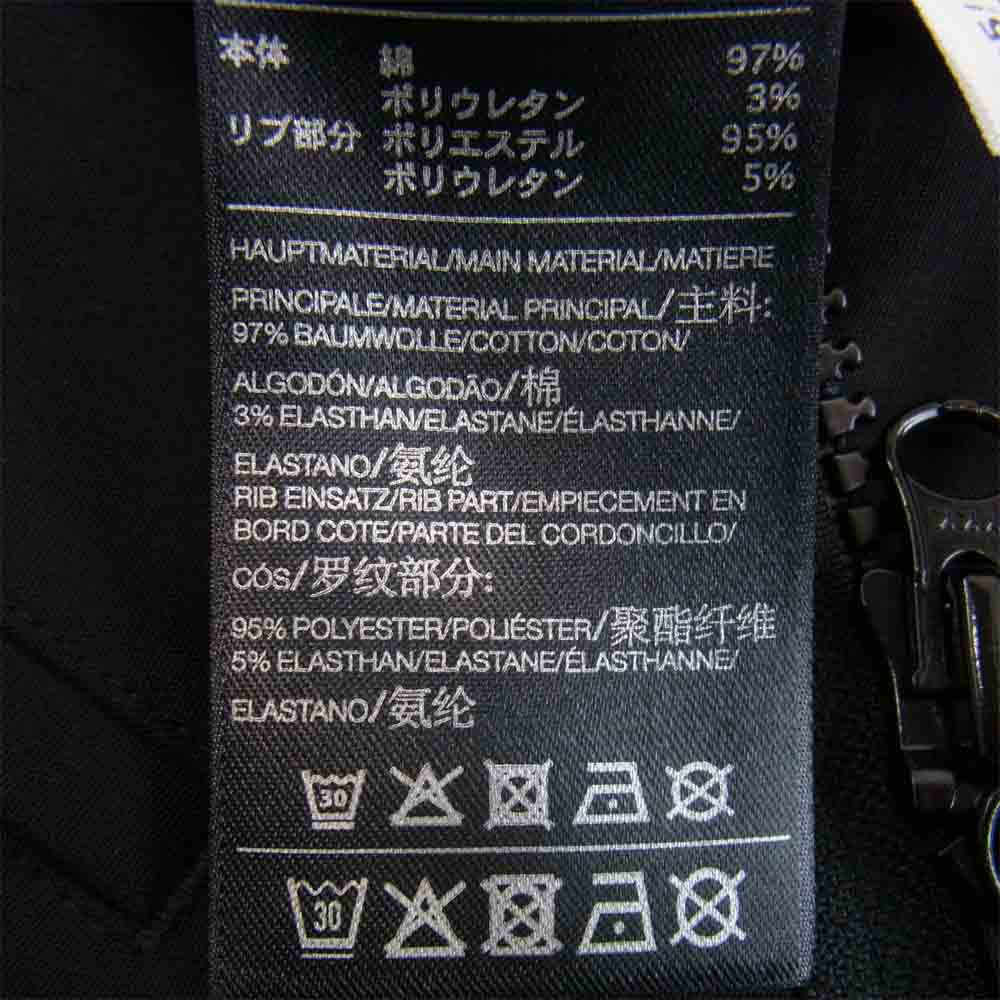 本体 綿 97%
ポリウレタン 3%
リブ部分 ポリエステル 95%
ポリウレタン 5%
HAUPTMATERIAL/MAIN MATERIAL/MATIERE
PRINCIPALE/MATERIAL PRINCIPAL/主料:
97% BAUMWOLLE/COTTON/COTON/
ALGODÓN/ALGODÃO/棉
3% ELASTHAN/ELASTANE/ÉLASTHANNE/
ELASTANO/氨纶
RIB EINSATZ/RIB PART/EMPIECEMENT EN
BORD COTE/PARTE DEL CORDONCILLO/
CÓS/罗纹部分:
95% POLYESTER/POLIÉSTER/聚酯纤维
5% ELASTHAN/ELASTANE/ÉLASTHANNE/
ELASTANO/氨纶
30
30